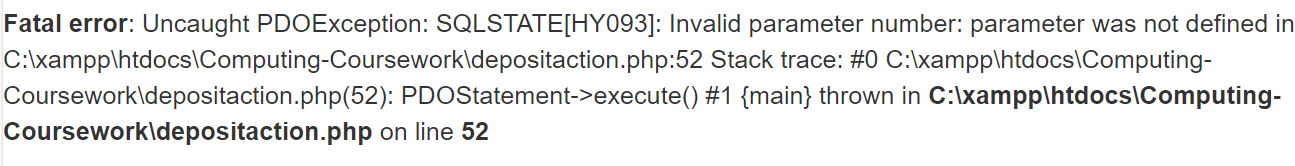 Fatal error: Uncaught PDOException: SQLSTATE[HY093]: Invalid parameter number: parameter was not defined in
C:\xampp\htdocs\Computing-Coursework\depositaction.php:52 Stack trace: #0 C:\xampp\htdocs\Computing-
Coursework\depositaction.php(52): PDOStatement->execute() #1 {main} thrown in C:\xampp\htdocs\Computing-
Coursework\depositaction.php on line 52